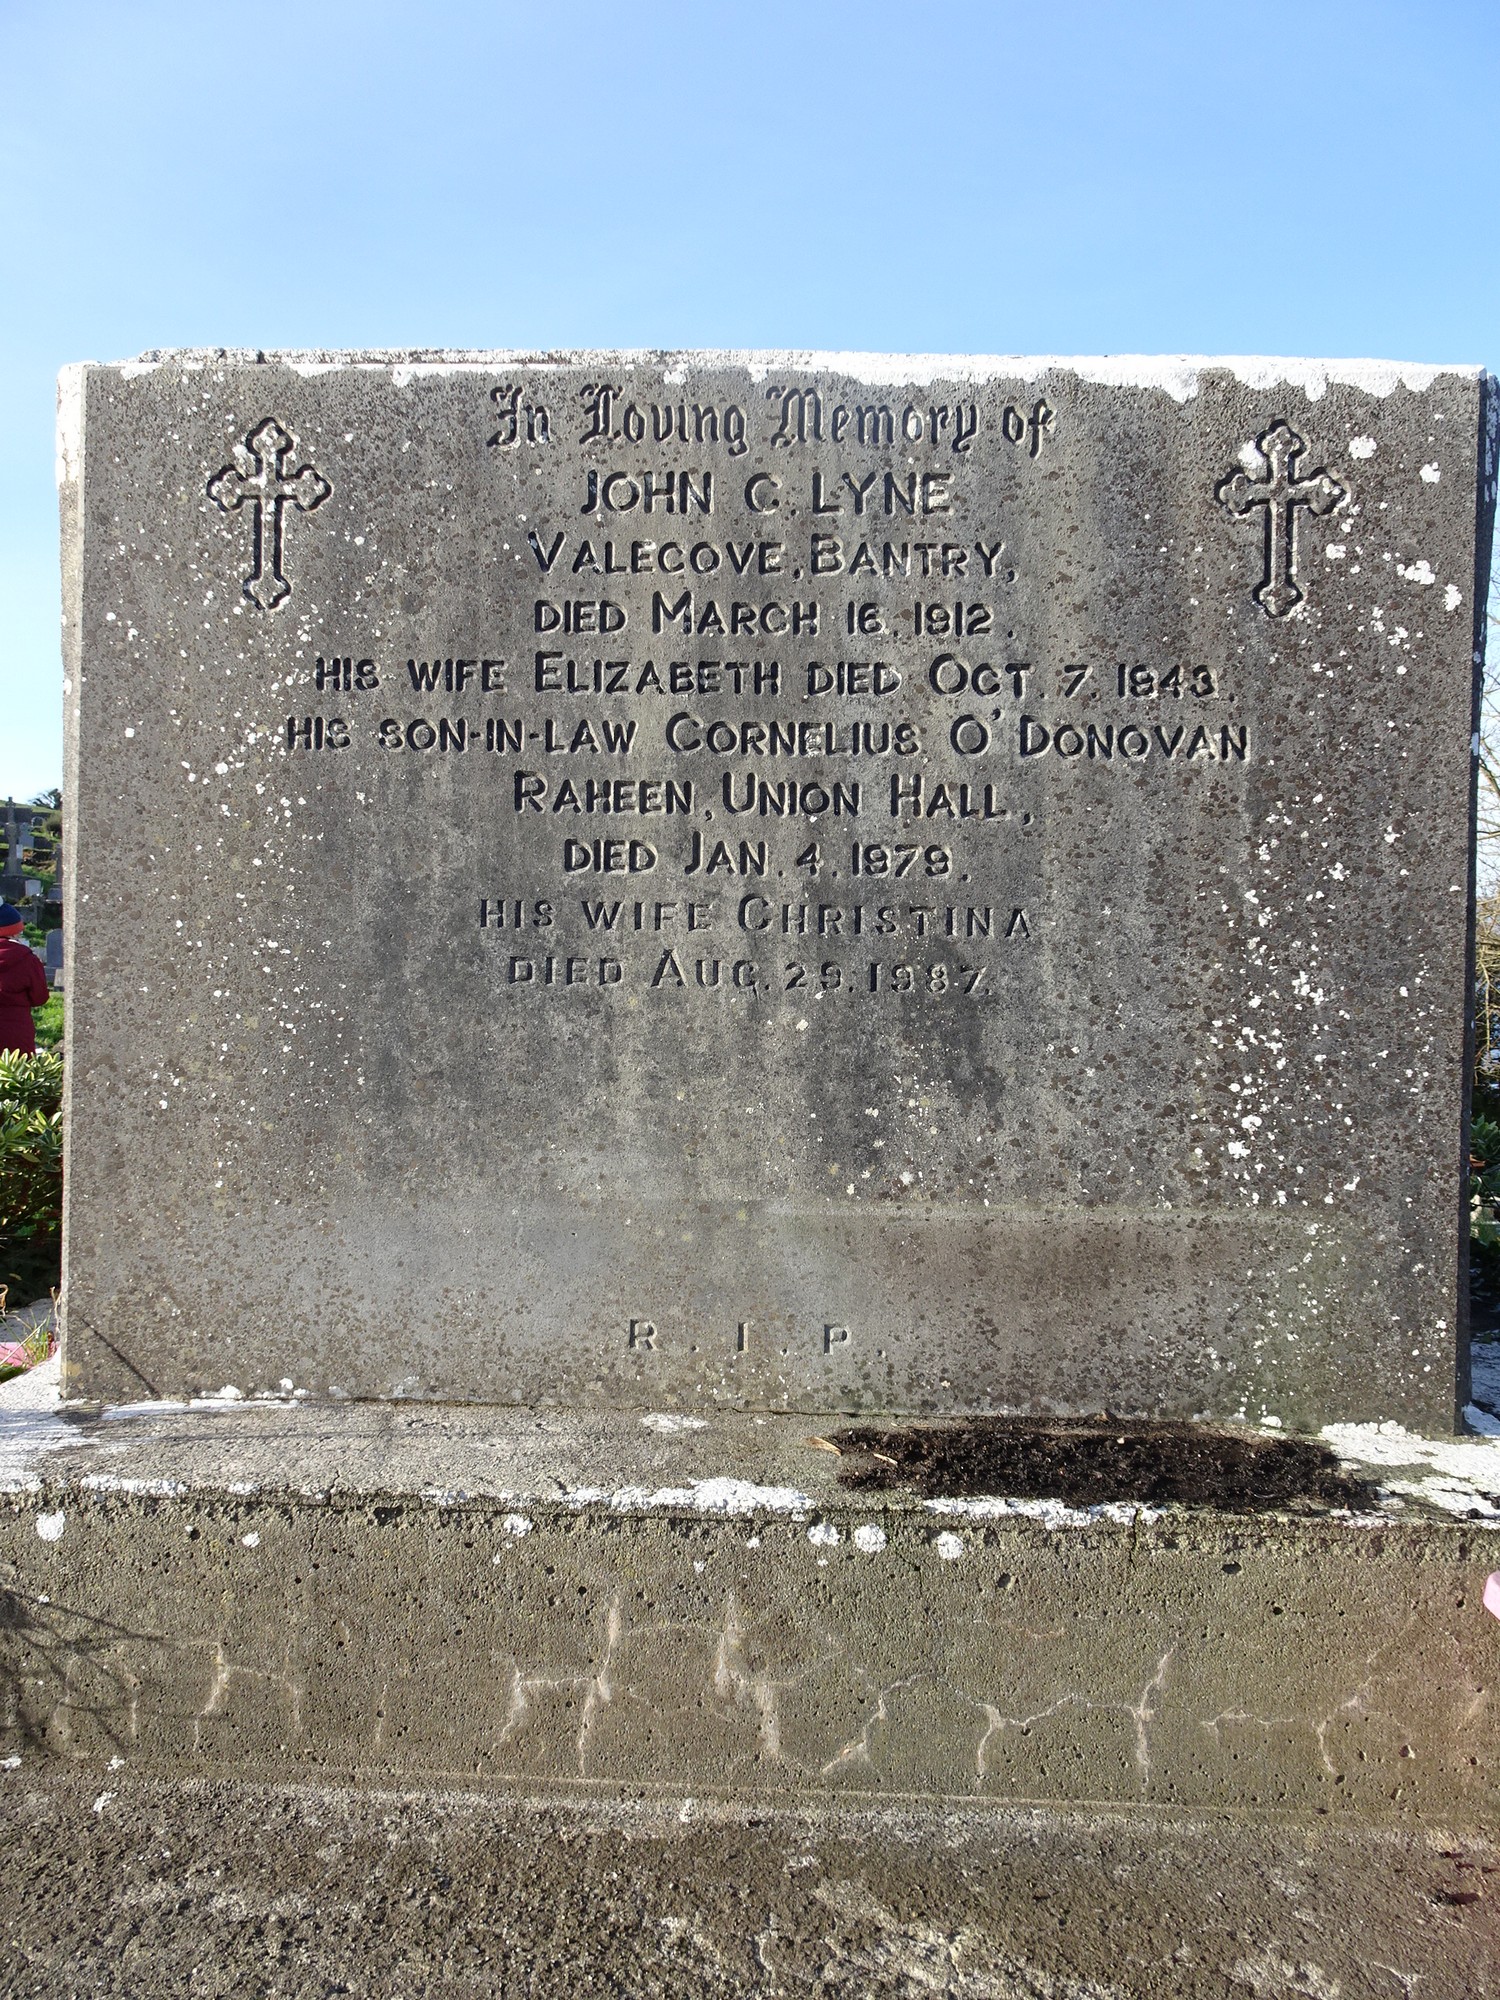 In Loving Memory of
JOHN C. LYNE
VALECOVE, BANTRY,
DIED MARCH 16. 1912.
HIS WIFE ELIZABETH DIED OCT. 7. 1943.
HIS SON-IN-LAW CORNELIUS O'DONOVAN
RAHEEN, UNION HALL,
DIED JAN. 4. 1979.
HIS WIFE CHRISTINA
DIED AUG. 29. 1987.
R. I. P.